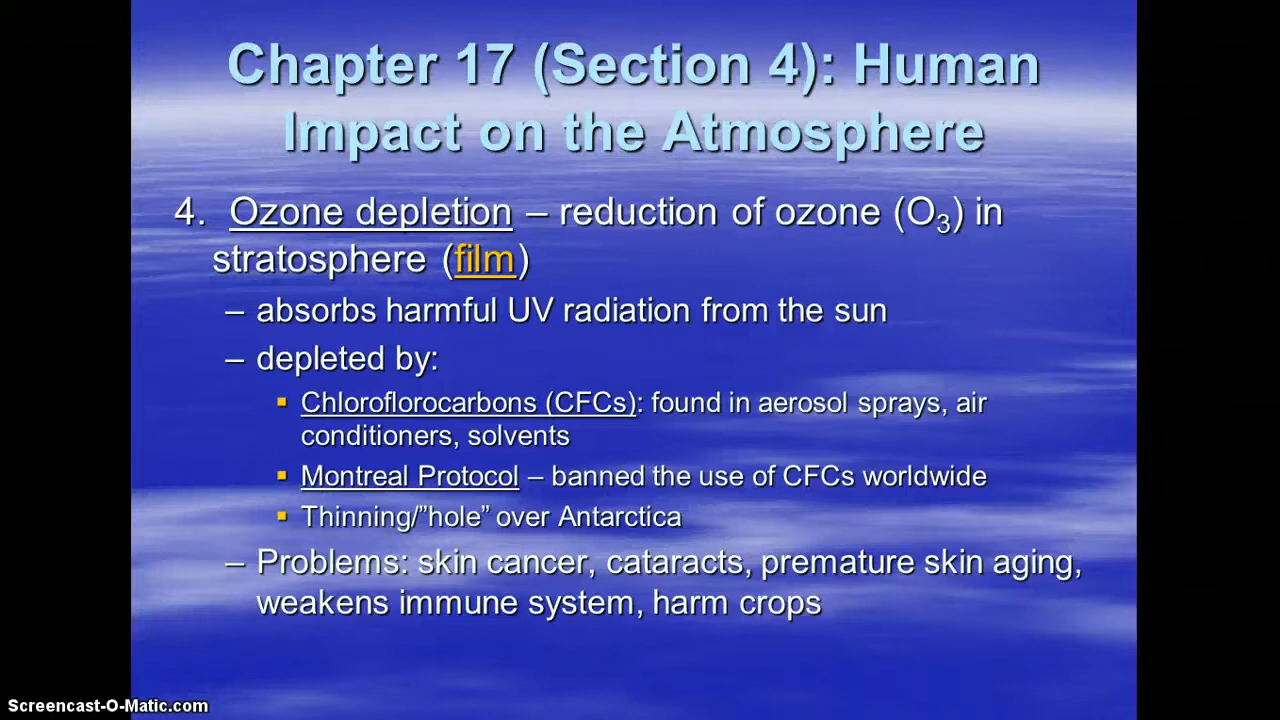 Chapter 17 (Section 4): Human
Impact on the Atmosphere
4. Ozone depletion – reduction of ozone (O3) in
stratosphere (film)
– absorbs harmful UV radiation from the sun
– depleted by:
▪ Chloroflorocarbons (CFCs): found in aerosol sprays, air
conditioners, solvents
▪ Montreal Protocol – banned the use of CFCs worldwide
▪ Thinning/”hole” over Antarctica
– Problems: skin cancer, cataracts, premature skin aging,
weakens immune system, harm crops
Screencast-O-Matic.com